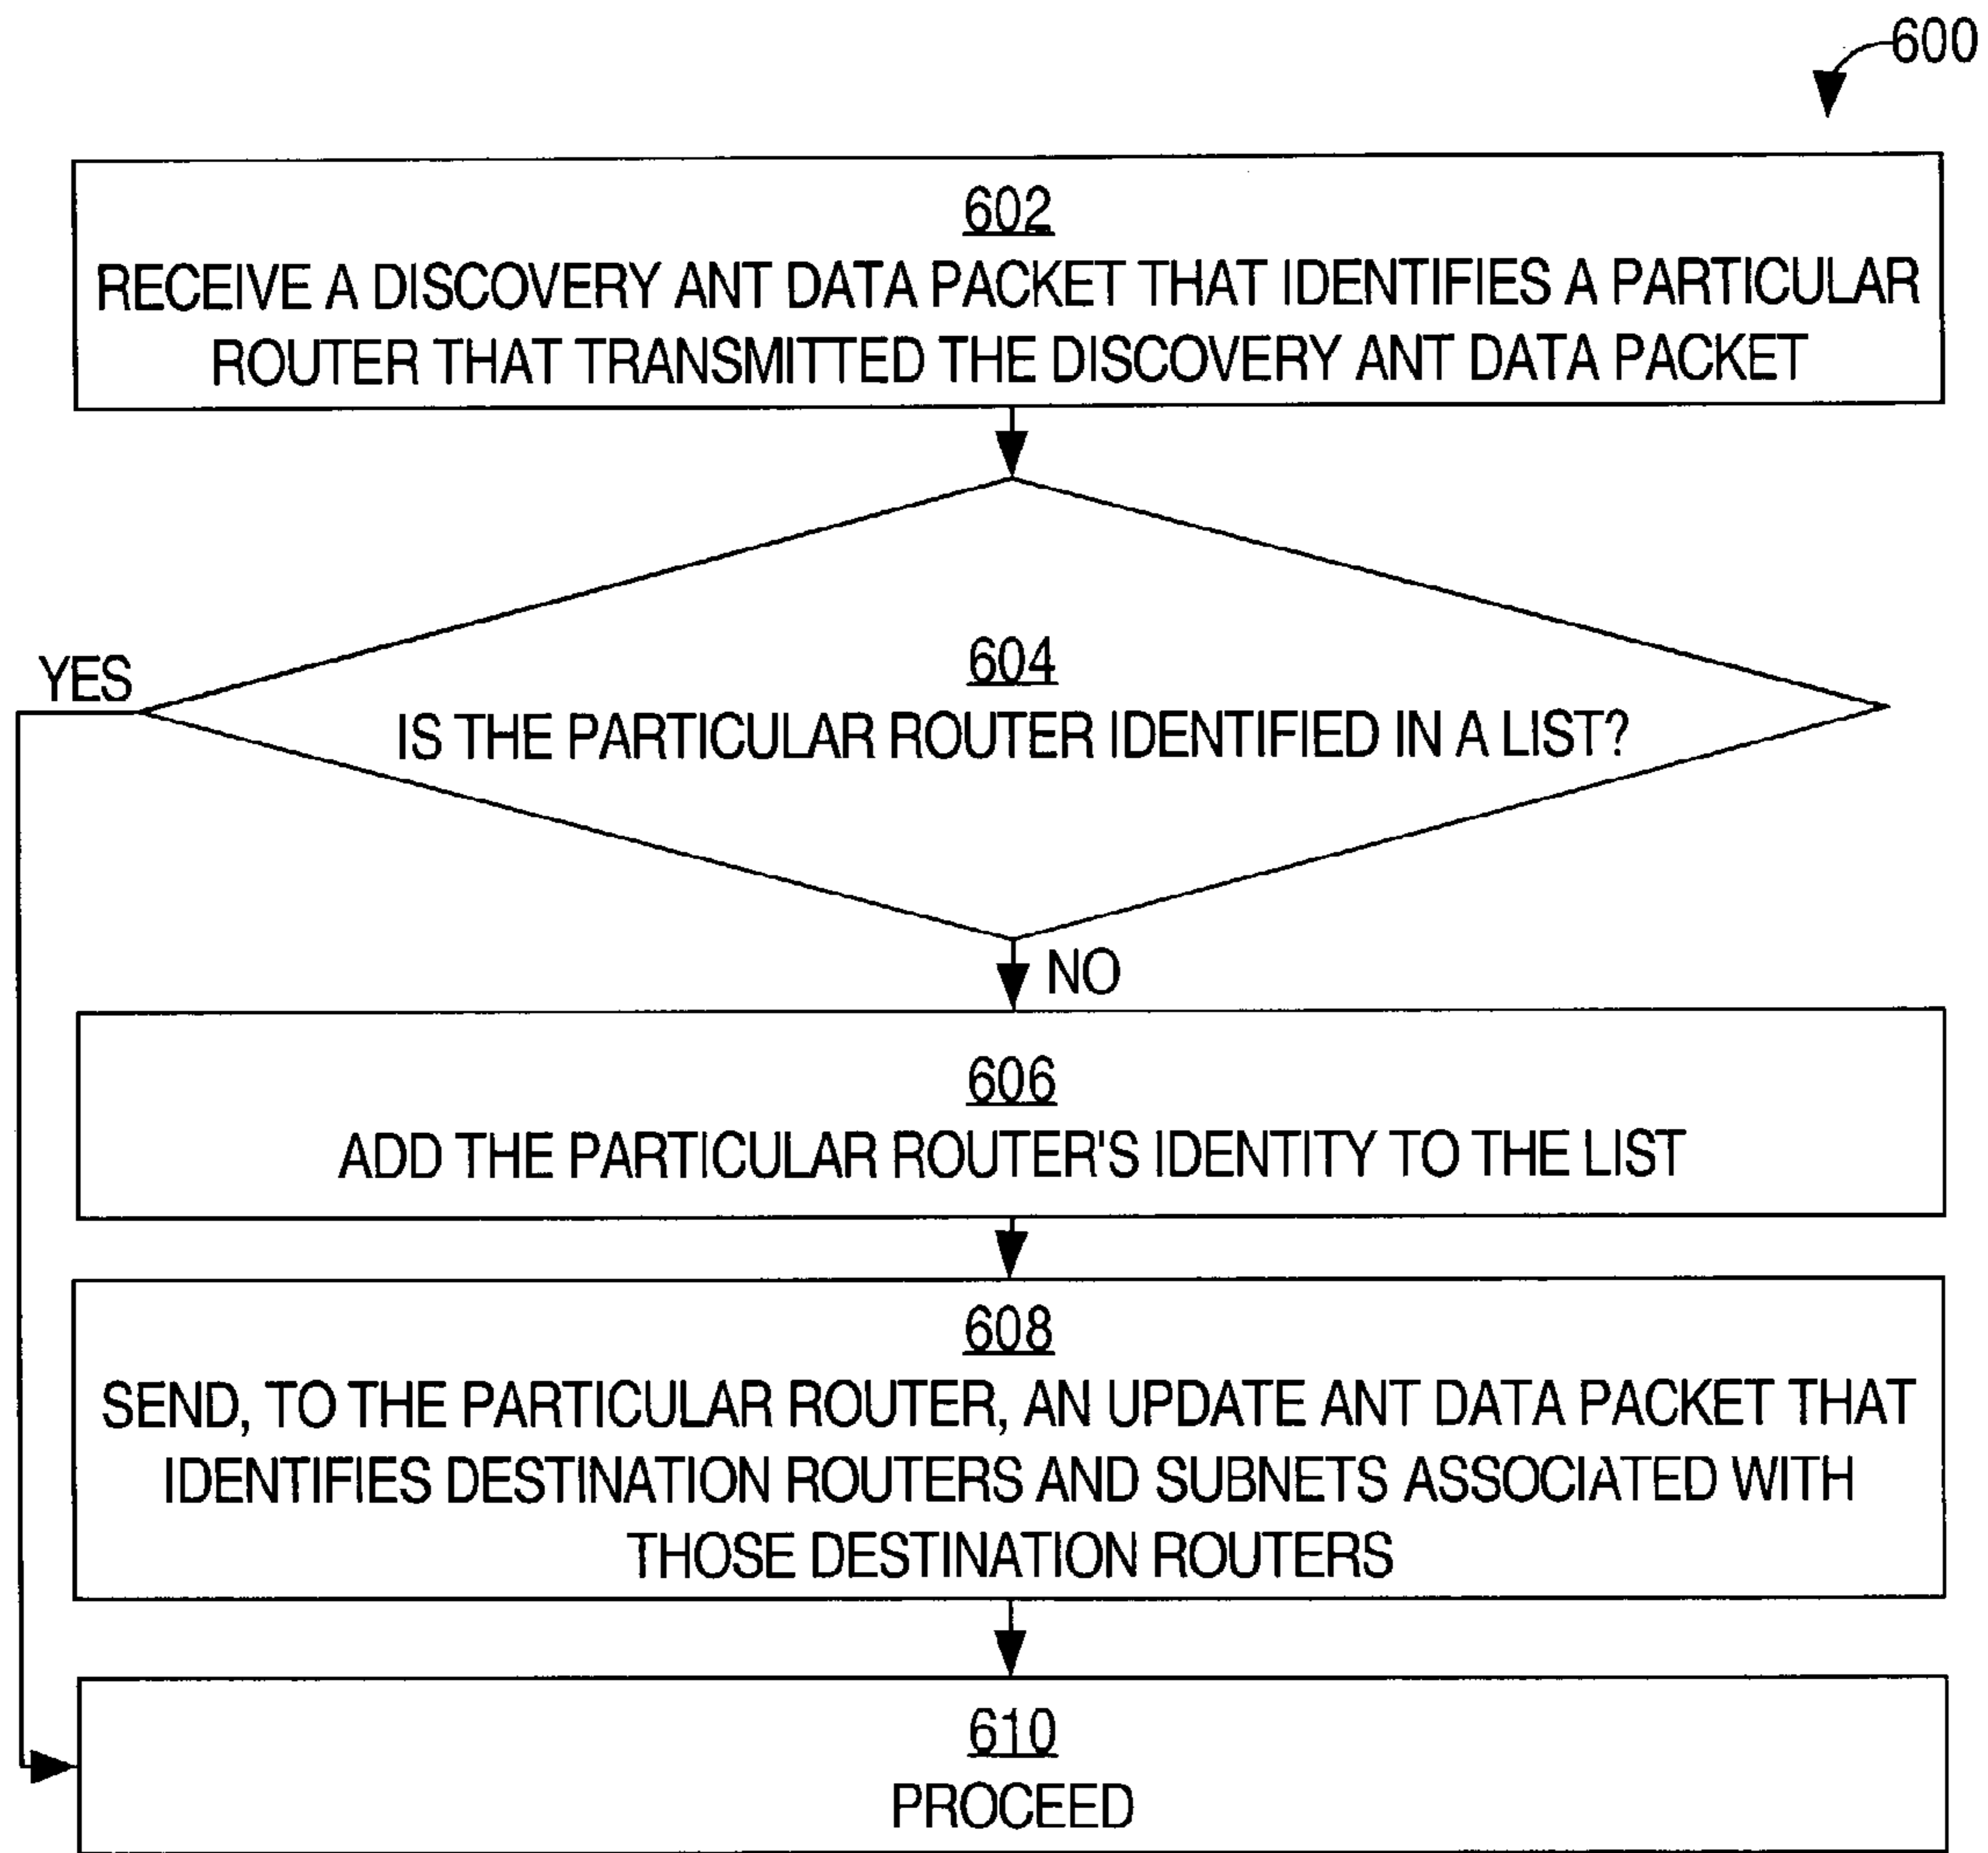 600
602
RECEIVE A DISCOVERY ANT DATA PACKET THAT IDENTIFIES A PARTICULAR
ROUTER THAT TRANSMITTED THE DISCOVERY ANT DATA PACKET
604
YES
IS THE PARTICULAR ROUTER IDENTIFIED IN A LIST?
NO
606
ADD THE PARTICULAR ROUTER'S IDENTITY TO THE LIST
608
SEND, TO THE PARTICULAR ROUTER, AN UPDATE ANT DATA PACKET THAT
IDENTIFIES DESTINATION ROUTERS AND SUBNETS ASSOCIATED WITH
THOSE DESTINATION ROUTERS
610
PROCEED